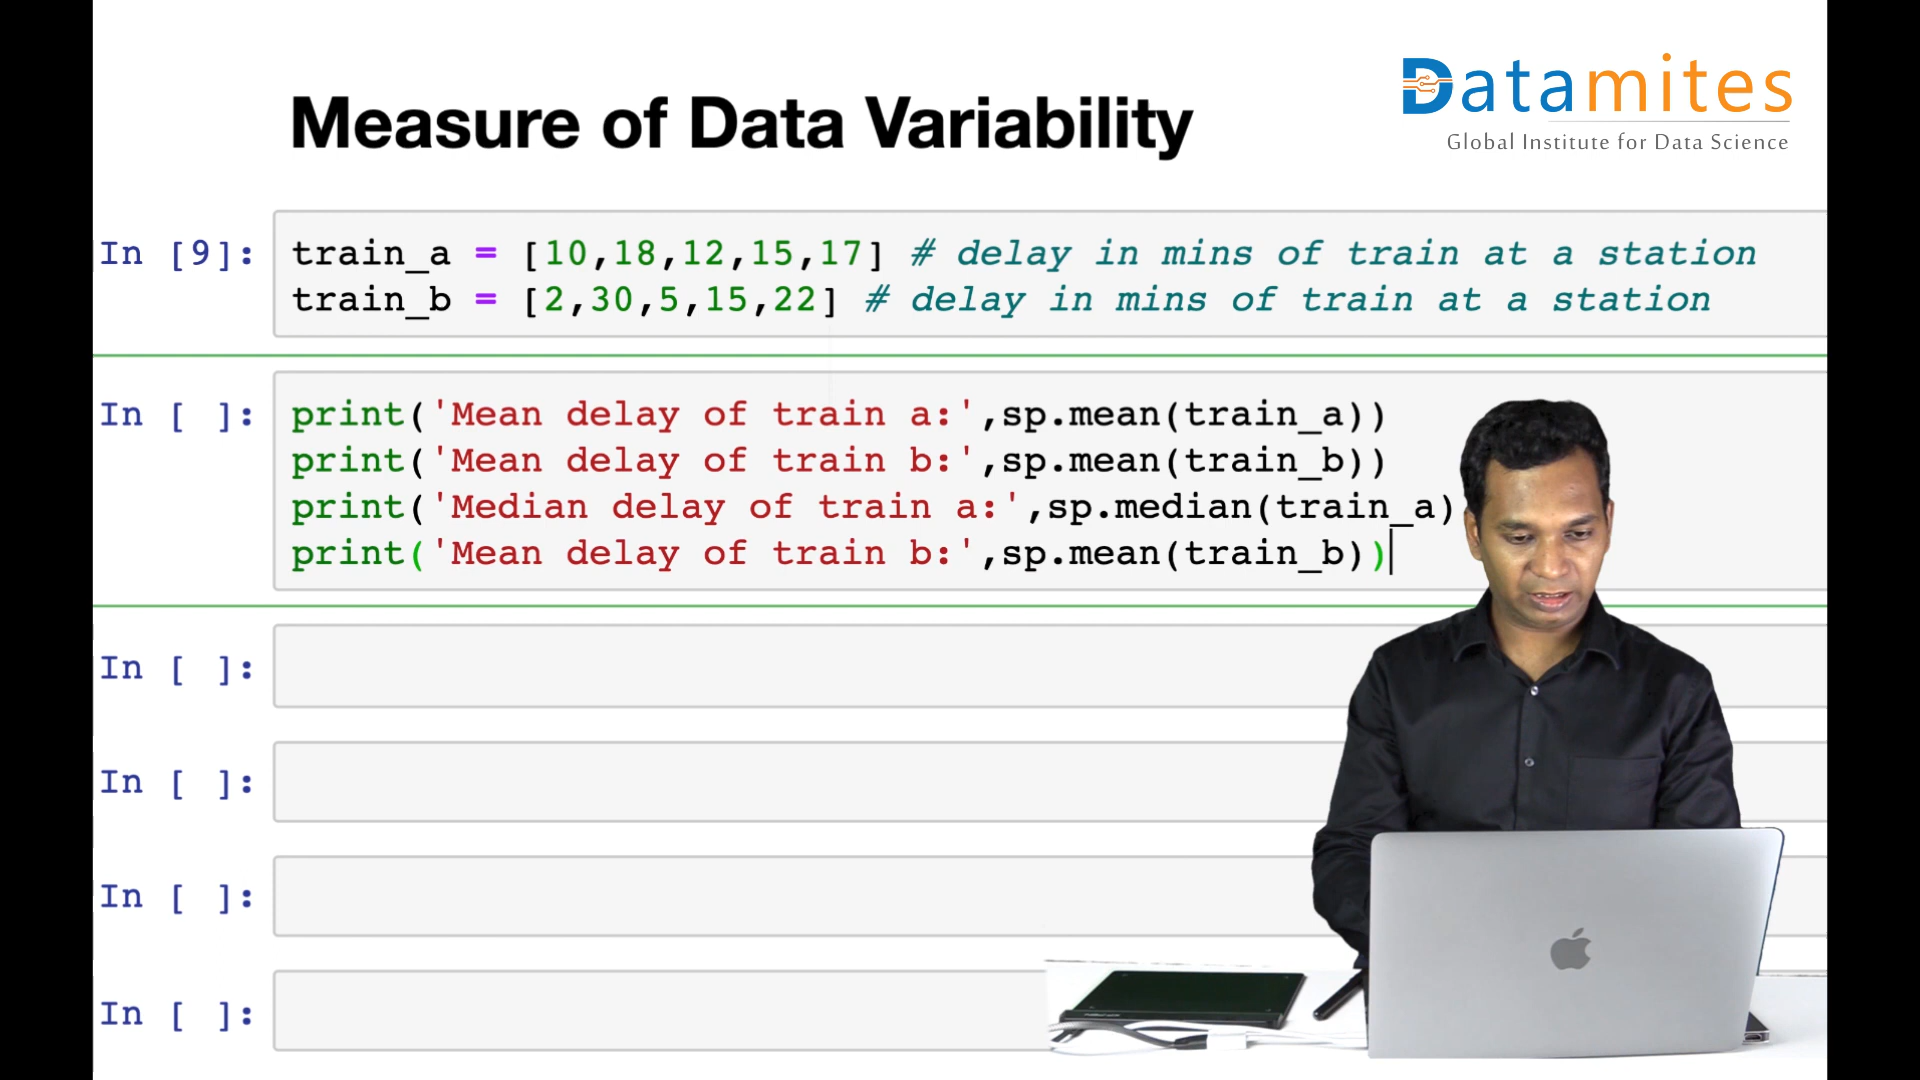 Measure of Data Variability
Datamites
Global Institute for Data Science
In [9]:
train_a = [10,18,12,15,17] # delay in mins of train at a station
train_b = [2,30,5,15,22] # delay in mins of train at a station
In [ ]:
print('Mean delay of train a:',sp.mean(train_a))
print('Mean delay of train b:',sp.mean(train_b))
print('Median delay of train a:',sp.median(train_a)
print('Mean delay of train b:',sp.mean(train_b))
In [ ]:
In [ ]:
In [ ]:
In [ ]: